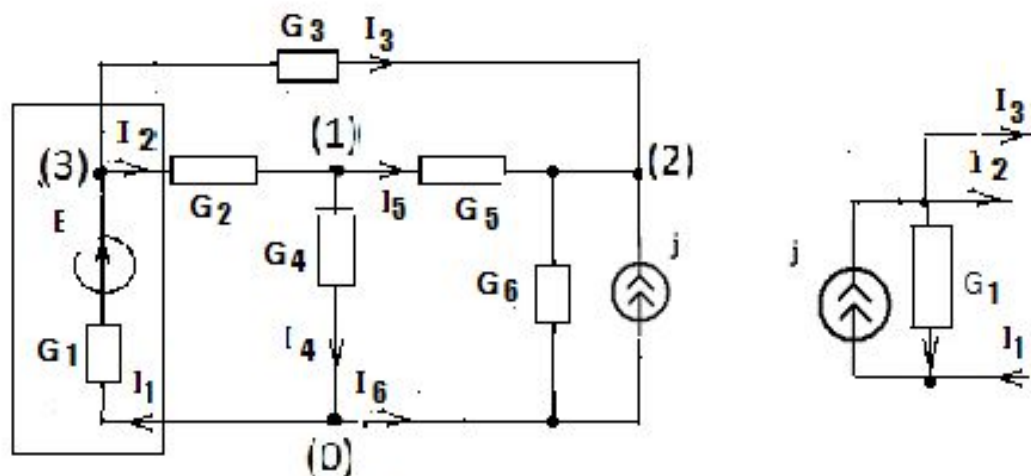 G3 I3
(3) I2 (1) (2)
G2 I5 G5
E G4 G6 j
G1 I4
I1 I6
(0)
I3
I2
j G1
I1